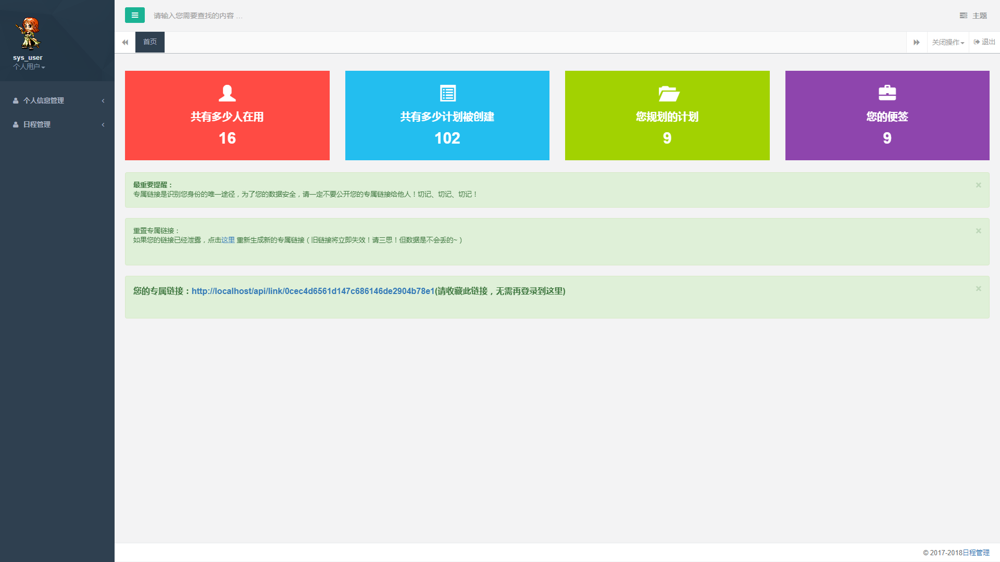 请输入您需要查找的内容 …
主题
sys_user
个人用户
首页
关闭操作
退出
个人信息管理
日程管理
共有多少人在用
16
共有多少计划被创建
102
您规划的计划
9
您的便签
9
最重要提醒：
专属链接是识别您身份的唯一途径，为了您的数据安全，请一定不要公开您的专属链接给他人！切记、切记、切记！
×
重置专属链接：
如果您的链接已经泄露，点击这里 重新生成新的专属链接（旧链接将立即失效！请三思！但数据是不会丢的~）
×
您的专属链接：http://localhost/api/link/0cec4d6561d147c686146de2904b78e1(请收藏此链接，无需再登录到这里)
×
© 2017-2018日程管理